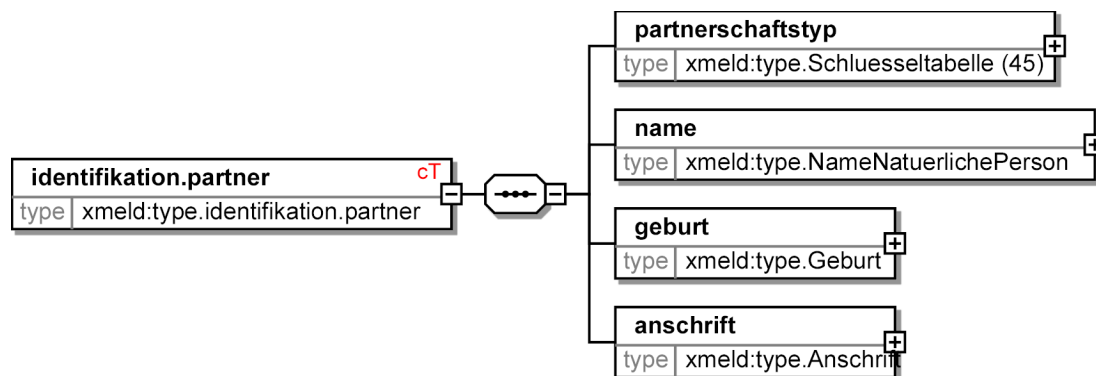 partnerschaftstyp
type xmeld:type.Schluesseltabelle (45)
name
type xmeld:type.NameNatuerlichePerson
identifikation.partner cT
type xmeld:type.identifikation.partner
geburt
type xmeld:type.Geburt
anschrift
type xmeld:type.Anschrift